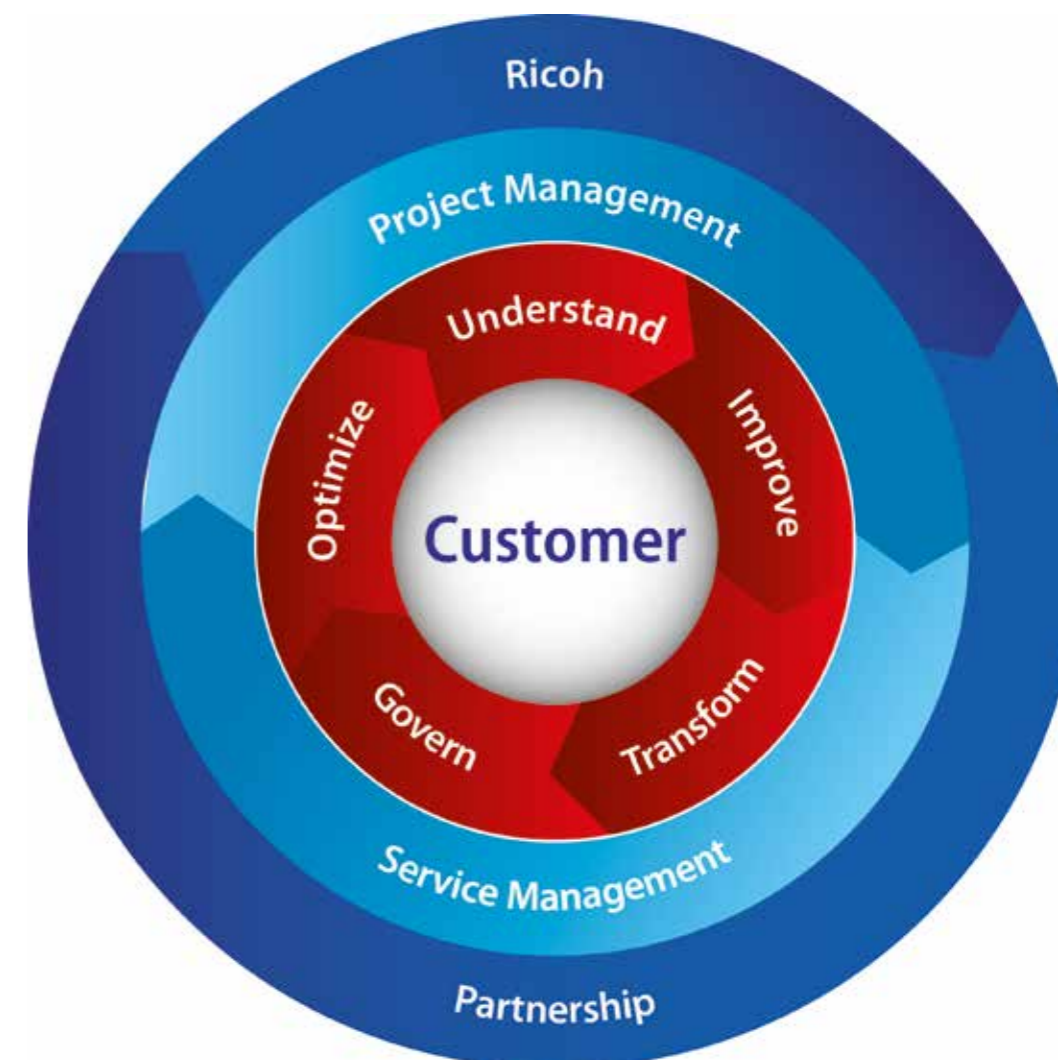 Ricoh
Project Management
Understand
Improve
Transform
Govern
Optimize
Customer
Service Management
Partnership